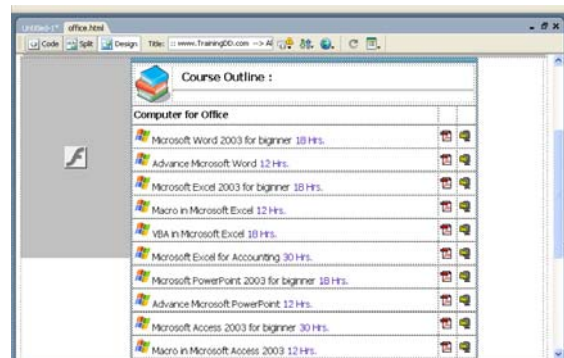 Untitled-1* office.html
Code Split Design Title: :: www.TrainingDD.com --> Al
Course Outline :
Computer for Office
Microsoft Word 2003 for biginner 18 Hrs.
Advance Microsoft Word 12 Hrs.
Microsoft Excel 2003 for biginner 18 Hrs.
Macro in Microsoft Excel 12 Hrs.
VBA in Microsoft Excel 18 Hrs.
Microsoft Excel for Accounting 30 Hrs.
Microsoft PowerPoint 2003 for biginner 18 Hrs.
Advance Microsoft PowerPoint 12 Hrs.
Microsoft Access 2003 for biginner 30 Hrs.
Macro in Microsoft Access 2003 12 Hrs.